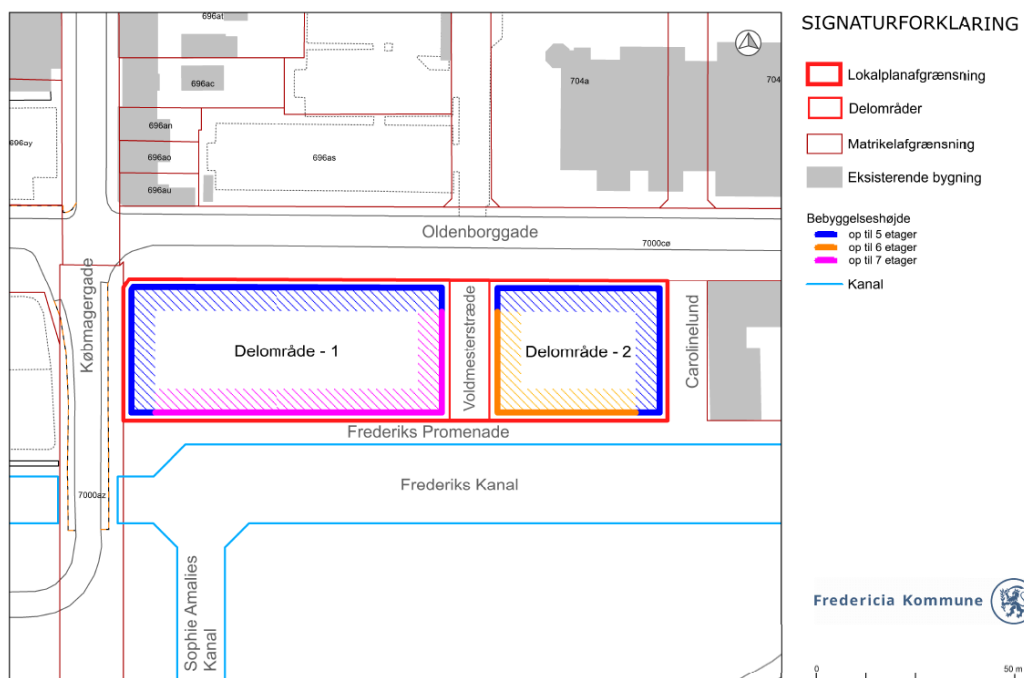 SIGNATURFORKLARING
Lokalplanafgrænsning
Delområder
Matrikelafgrænsning
Eksisterende bygning
Bebyggelseshøjde
op til 5 etager
op til 6 etager
op til 7 etager
Kanal
696at
696ac
696an
696ao
696au
696ay
696as
704a
704
Oldenborggade
7000cø
Købmagergade
Delområde - 1
Voldmesterstræde
Delområde - 2
Carolinelund
Frederiks Promenade
Frederiks Kanal
7000az
Sophie Amalies
Kanal
Fredericia Kommune
0
50 m